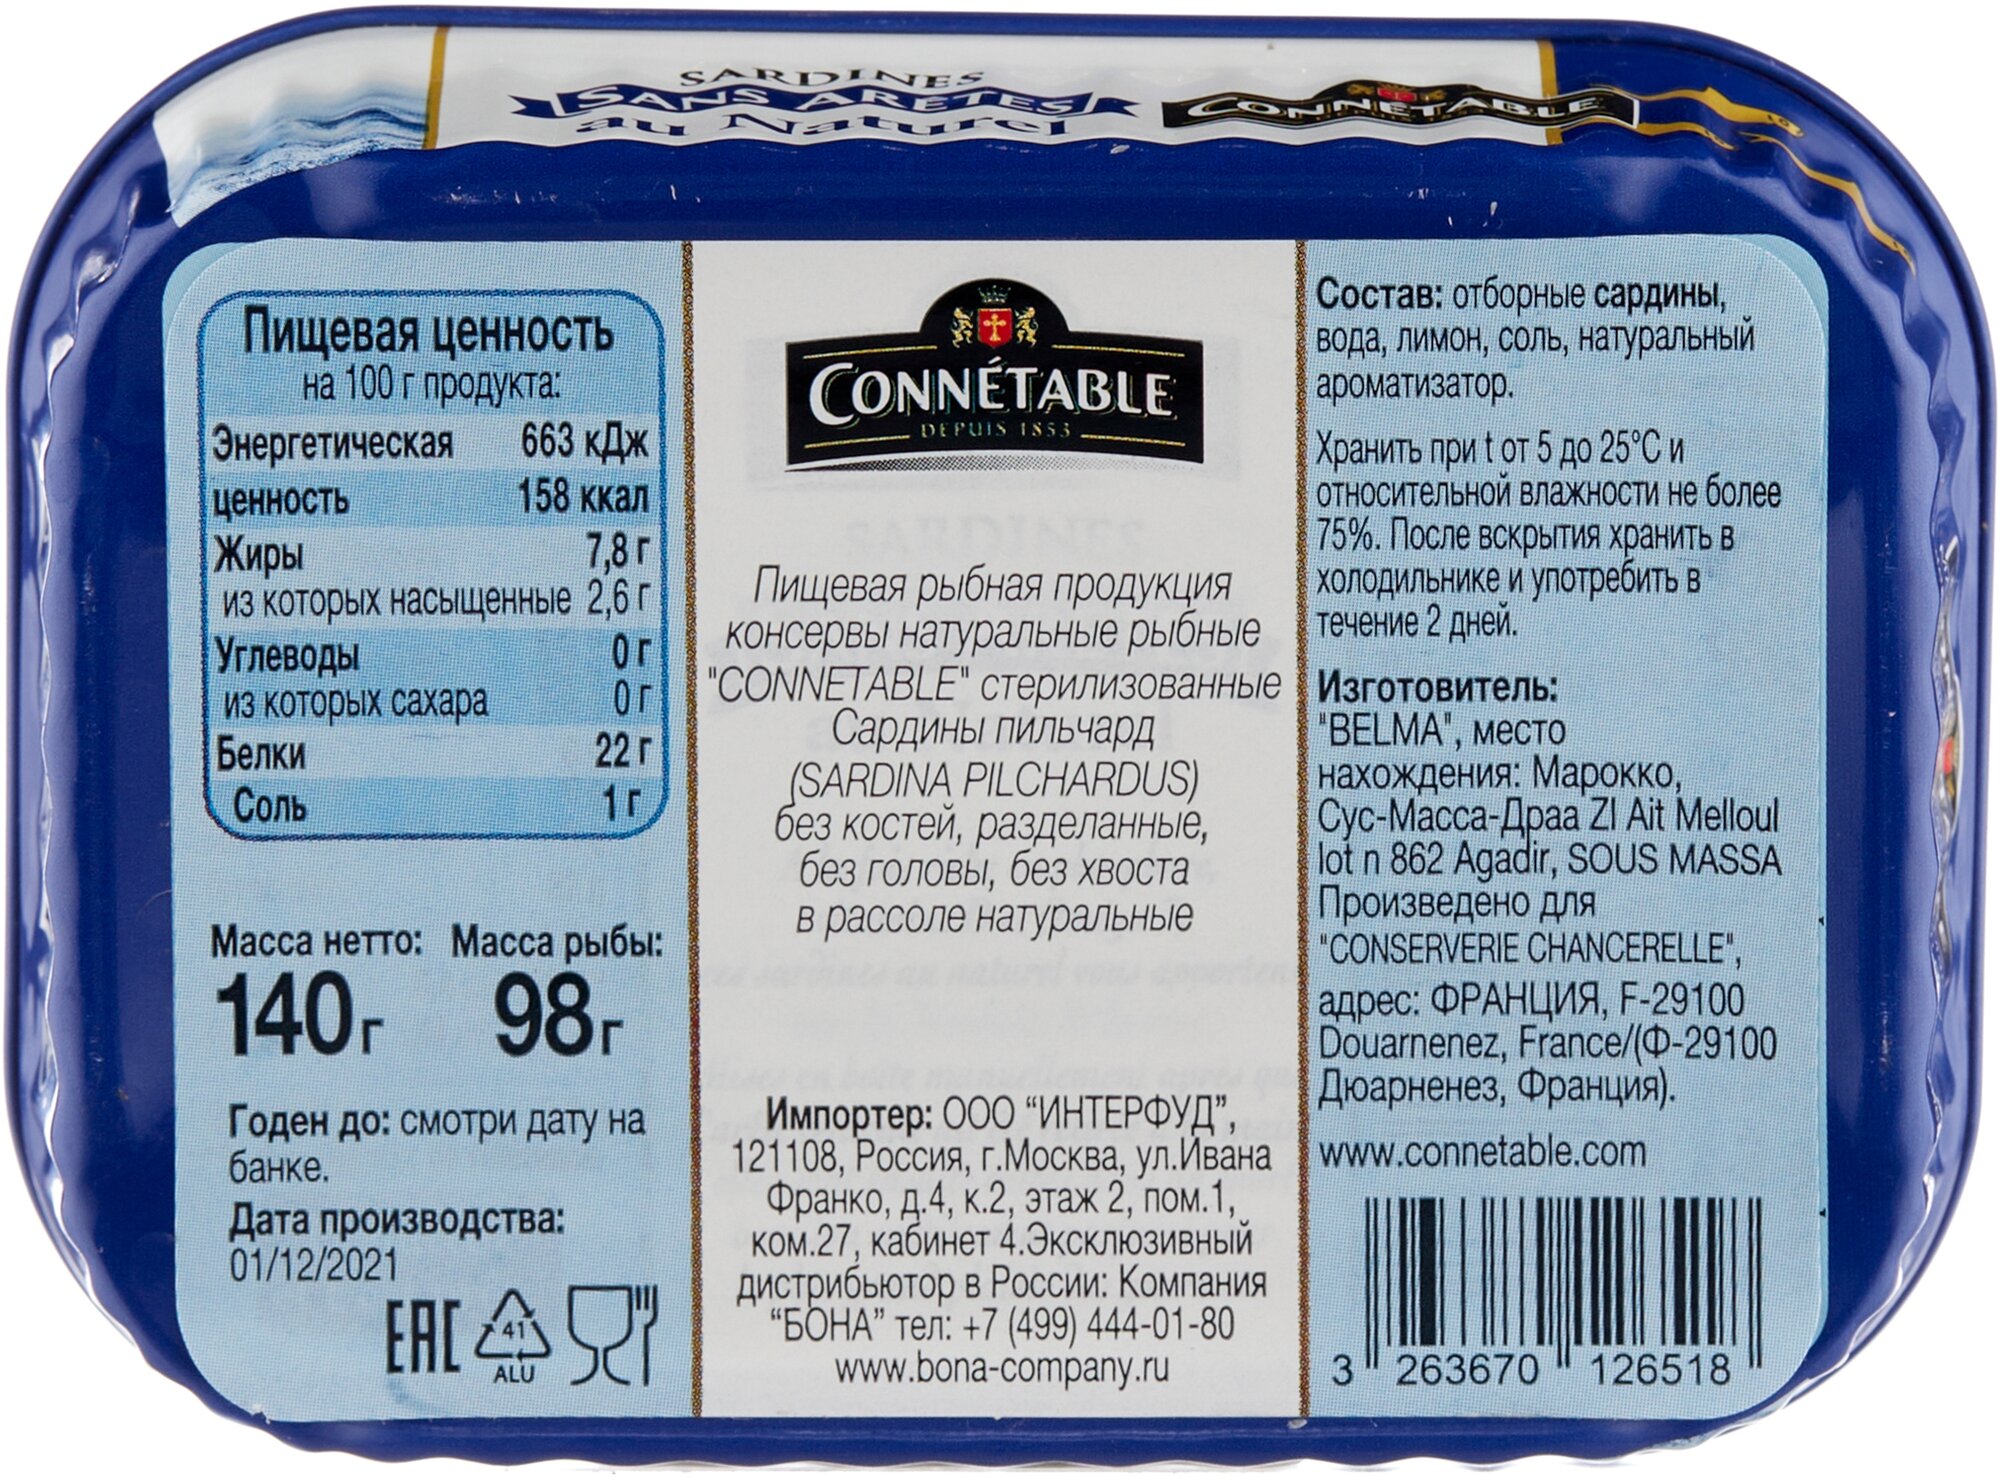 SARDINES
SANS ARÊTES
au Naturel
CONNÉTABLE
Пищевая ценность
на 100 г продукта:
Энергетическая 663 кДж
ценность 158 ккал
Жиры 7,8 г
из которых насыщенные 2,6 г
Углеводы 0 г
из которых сахара 0 г
Белки 22 г
Соль 1 г
Масса нетто: Масса рыбы:
140 г 98 г
Годен до: смотри дату на
банке.
Дата производства:
01/12/2021
EAC
41
ALU
CONNÉTABLE
DEPUIS 1853
Пищевая рыбная продукция
консервы натуральные рыбные
"CONNETABLE" стерилизованные
Сардины пильчард
(SARDINA PILCHARDUS)
без костей, разделанные,
без головы, без хвоста
в рассоле натуральные
Импортер: ООО “ИНТЕРФУД”,
121108, Россия, г.Москва, ул.Ивана
Франко, д.4, к.2, этаж 2, пом.1,
ком.27, кабинет 4.Эксклюзивный
дистрибьютор в России: Компания
“БОНА” тел: +7 (499) 444-01-80
www.bona-company.ru
Состав: отборные сардины,
вода, лимон, соль, натуральный
ароматизатор.
Хранить при t от 5 до 25°С и
относительной влажности не более
75%. После вскрытия хранить в
холодильнике и употребить в
течение 2 дней.
Изготовитель:
"BELMA", место
нахождения: Марокко,
Сус-Масса-Драа ZI Ait Melloul
lot n 862 Agadir, SOUS MASSA
Произведено для
"CONSERVERIE CHANCERELLE",
адрес: ФРАНЦИЯ, F-29100
Douarnenez, France/(Ф-29100
Дюарненез, Франция).
www.connetable.com
3 263670 126518